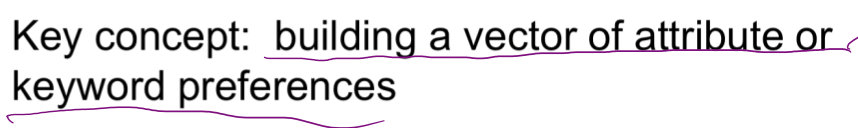 Key concept: building a vector of attribute or
keyword preferences